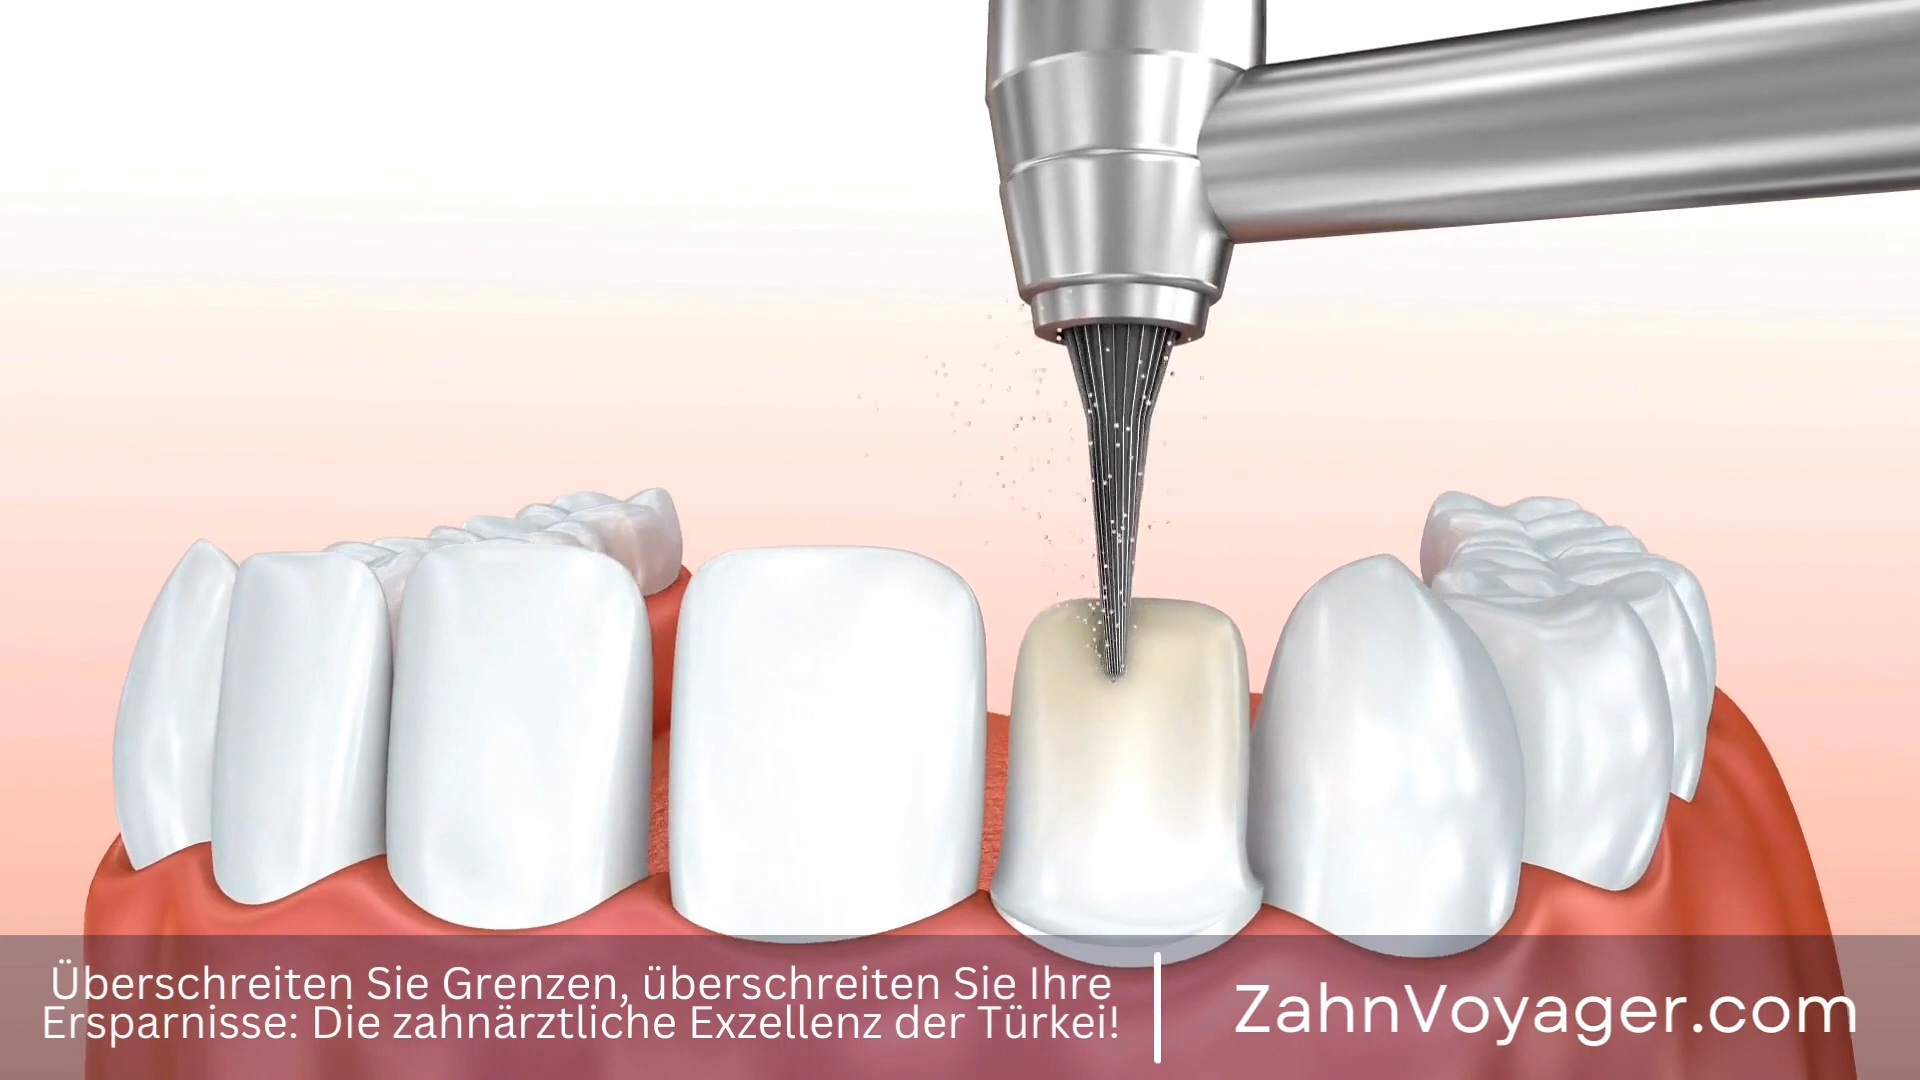 Überschreiten Sie Grenzen, überschreiten Sie Ihre
Ersparnisse: Die zahnärztliche Exzellenz der Türkei!
ZahnVoyager.com